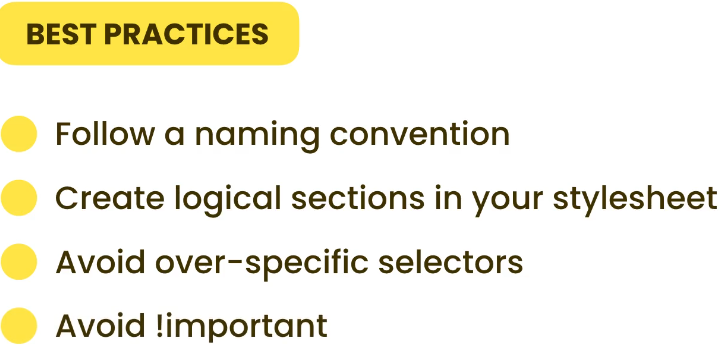 BEST PRACTICES
Follow a naming convention
Create logical sections in your stylesheet
Avoid over-specific selectors
Avoid !important